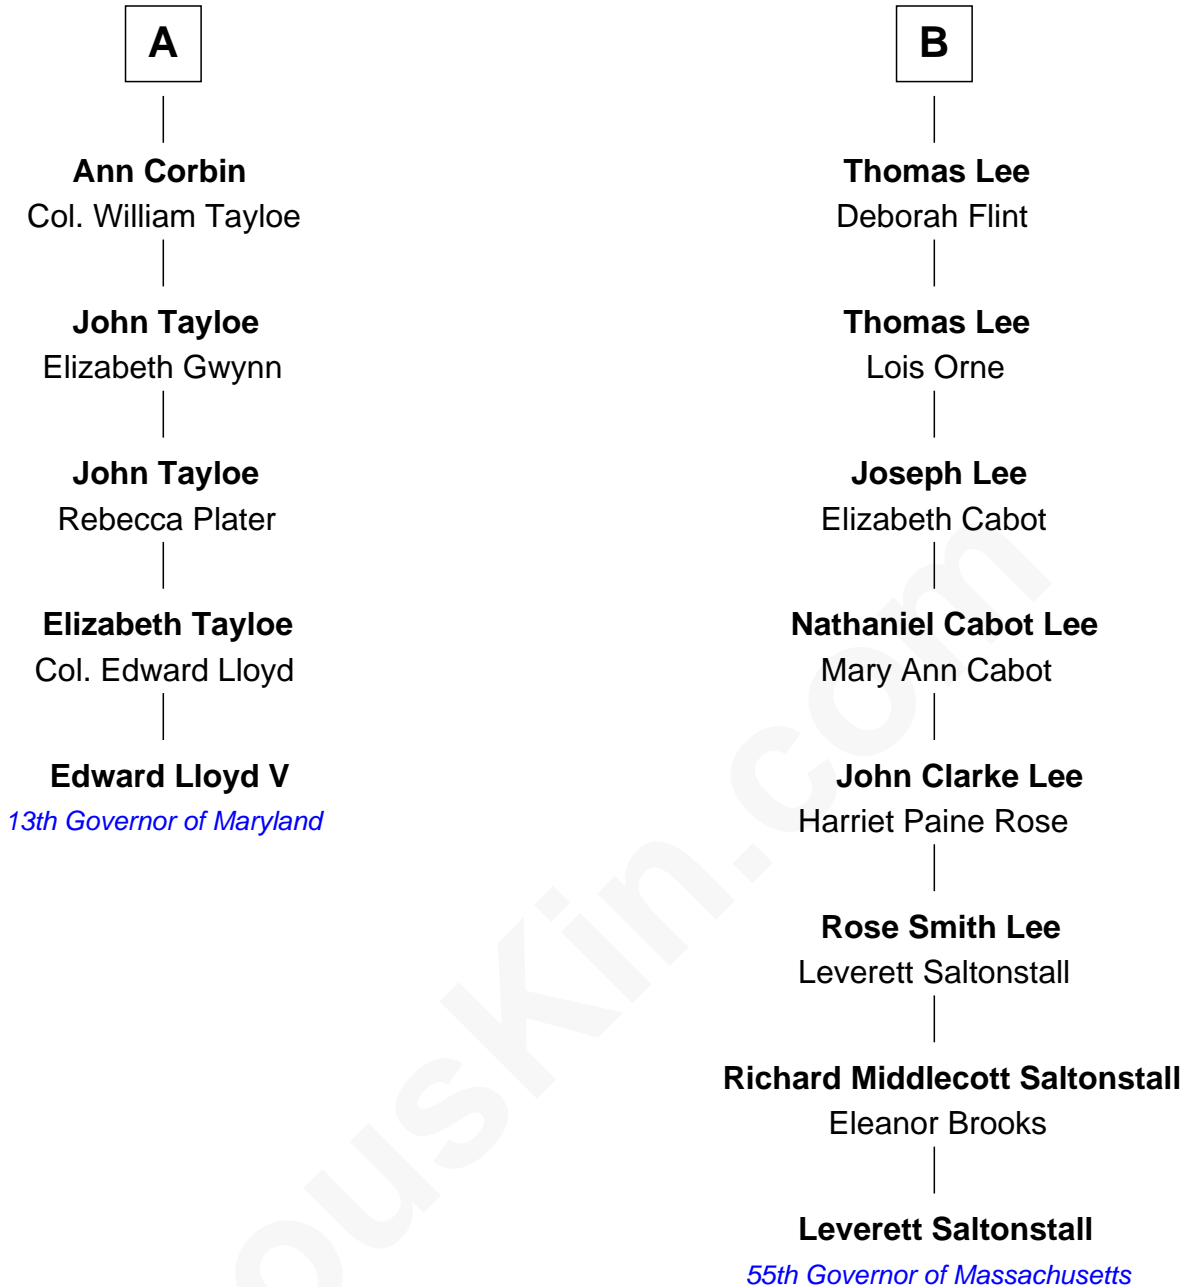 A
Ann Corbin
Col. William Tayloe
John Tayloe
Elizabeth Gwynn
John Tayloe
Rebecca Plater
Elizabeth Tayloe
Col. Edward Lloyd
Edward Lloyd V
13th Governor of Maryland
B
Thomas Lee
Deborah Flint
Thomas Lee
Lois Orne
Joseph Lee
Elizabeth Cabot
Nathaniel Cabot Lee
Mary Ann Cabot
John Clarke Lee
Harriet Paine Rose
Rose Smith Lee
Leverett Saltonstall
Richard Middlecott Saltonstall
Eleanor Brooks
Leverett Saltonstall
55th Governor of Massachusetts
ousKin.com